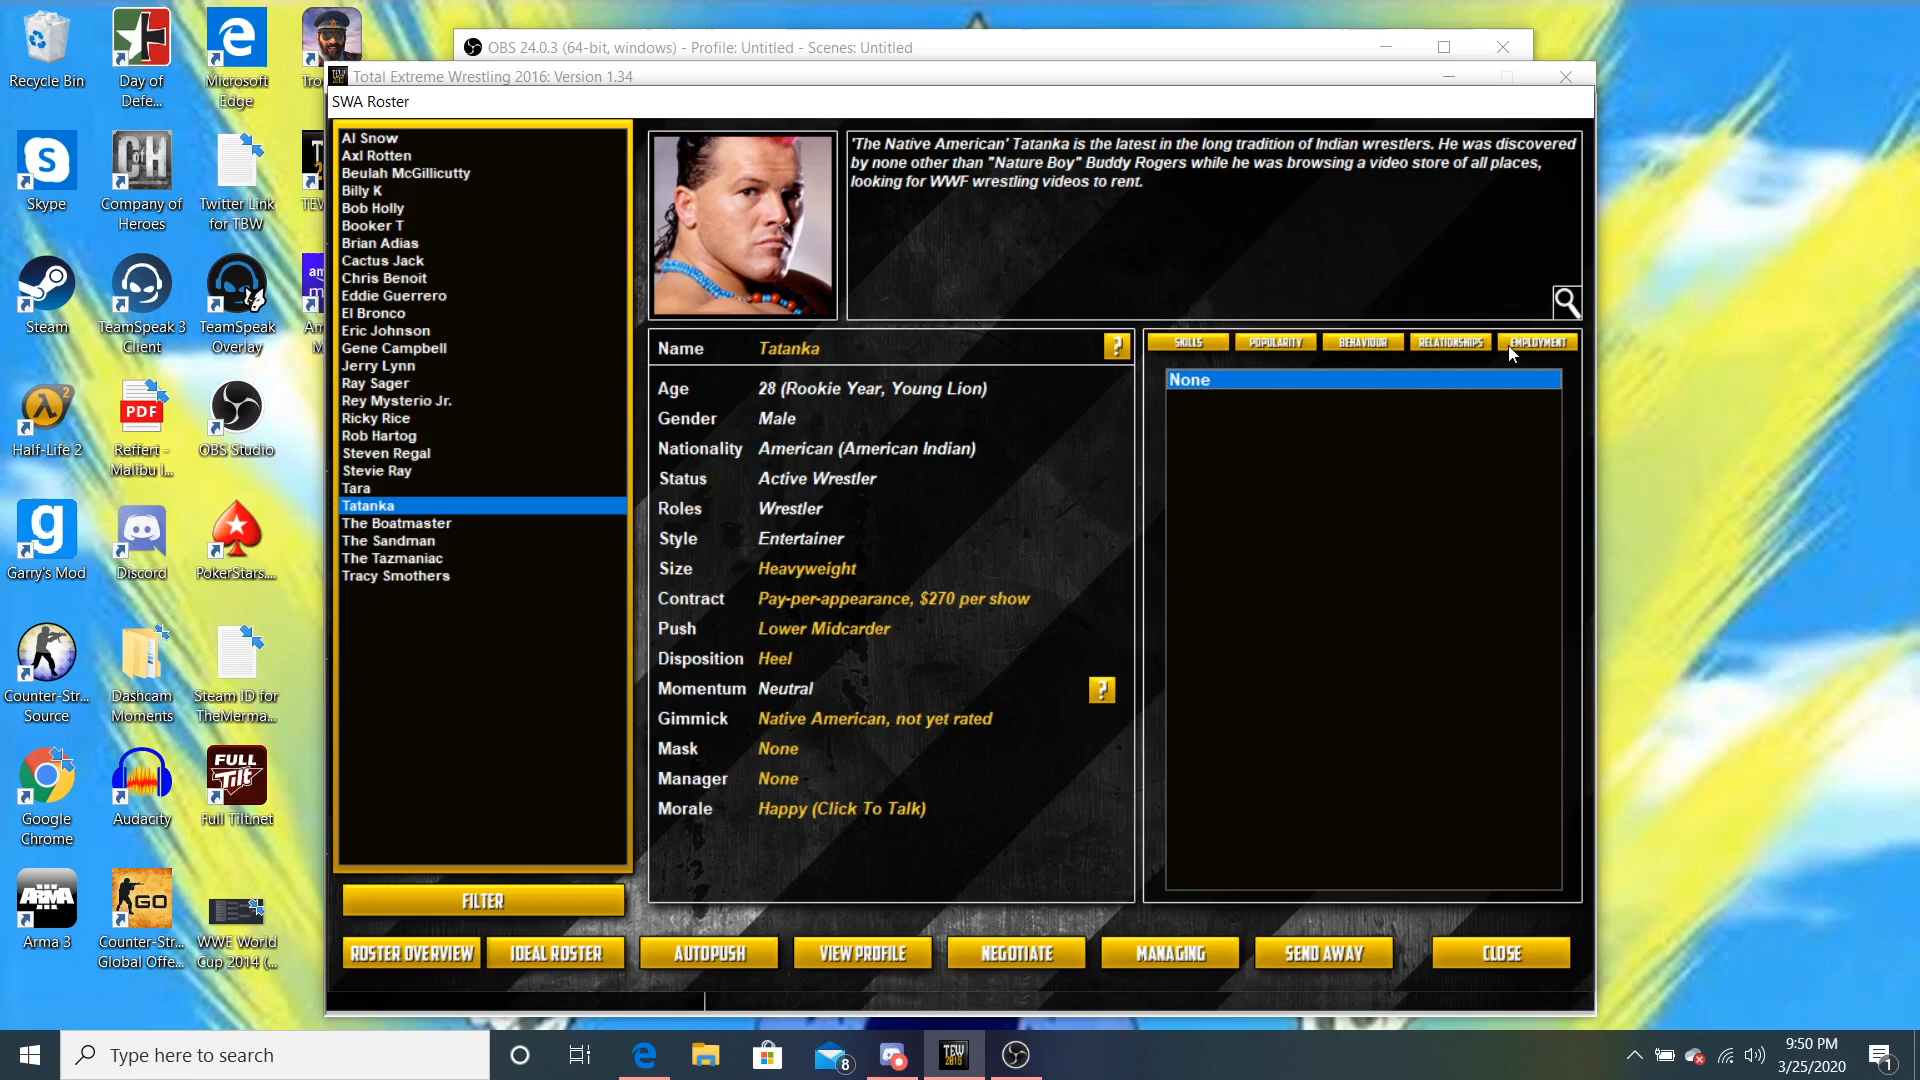 Recycle Bin
Day of
Defe...
Microsoft
Edge
Tro
Skype
Company of
Heroes
Twitter Link
for TBW
TEW
Steam
TeamSpeak 3
Client
TeamSpeak
Overlay
Am
M
Half-Life 2
PDF
Reffert -
Malibu I...
OBS Studio
Garry's Mod
Discord
PokerStars....
Counter-Str...
Source
Dashcam
Moments
Steam ID for
TheMerma...
Google
Chrome
Audacity
FULL
TiLT
Full Tilt.net
ARMA
Arma 3
GO
Counter-Str...
Global Offe...
WWE World
Cup 2014 (...
OBS 24.0.3 (64-bit, windows) - Profile: Untitled - Scenes: Untitled
Total Extreme Wrestling 2016: Version 1.34
SWA Roster
Al Snow
Axl Rotten
Beulah McGillicutty
Billy K
Bob Holly
Booker T
Brian Adias
Cactus Jack
Chris Benoit
Eddie Guerrero
El Bronco
Eric Johnson
Gene Campbell
Jerry Lynn
Ray Sager
Rey Mysterio Jr.
Ricky Rice
Rob Hartog
Steven Regal
Stevie Ray
Tara
Tatanka
The Boatmaster
The Sandman
The Tazmaniac
Tracy Smothers
'The Native American' Tatanka is the latest in the long tradition of Indian wrestlers. He was discovered
by none other than "Nature Boy" Buddy Rogers while he was browsing a video store of all places,
looking for WWF wrestling videos to rent.
Name Tatanka ?
Age 28 (Rookie Year, Young Lion)
Gender Male
Nationality American (American Indian)
Status Active Wrestler
Roles Wrestler
Style Entertainer
Size Heavyweight
Contract Pay-per-appearance, $270 per show
Push Lower Midcarder
Disposition Heel
Momentum Neutral ?
Gimmick Native American, not yet rated
Mask None
Manager None
Morale Happy (Click To Talk)
SKILLS POPULARITY BEHAVIOUR RELATIONSHIPS EMPLOYMENT
None
FILTER
ROSTER OVERVIEW IDEAL ROSTER AUTOPUSH VIEW PROFILE NEGOTIATE MANAGING SEND AWAY CLOSE
Type here to search
8
TEW
2016
9:50 PM
3/25/2020
1